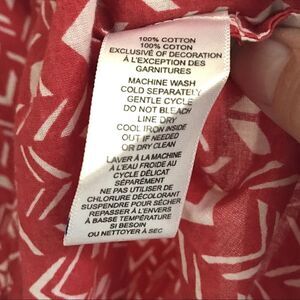 100% COTTON
100% COTON
EXCLUSIVE OF DECORATION
À L'EXCEPTION DES
GARNITURES
MACHINE WASH
COLD SEPARATELY
GENTLE CYCLE
DO NOT BLEACH
LINE DRY
COOL IRON INSIDE
OUT IF NEEDED
OR DRY CLEAN
LAVER À LA MACHINE
À L'EAU FROIDE AU
CYCLE DÉLICAT
SÉPARÉMENT
NE PAS UTILISER DE
CHLORURE DÉCOLORANT
SUSPENDRE POUR SÉCHER
REPASSER À L'ENVERS
À BASSE TEMPÉRATURE
SI BESOIN
OU NETTOYER À SEC